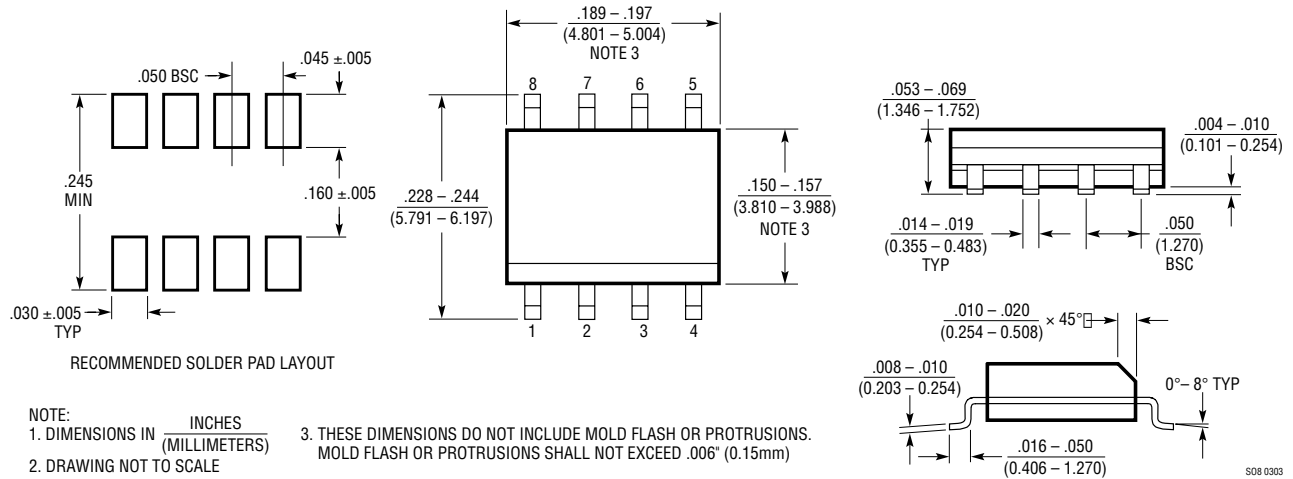 .050 BSC
.045 ±.005
.245
MIN
.160 ±.005
.030 ±.005
TYP
RECOMMENDED SOLDER PAD LAYOUT
.189 – .197
(4.801 – 5.004)
NOTE 3
8 7 6 5
.228 – .244
(5.791 – 6.197)
.150 – .157
(3.810 – 3.988)
NOTE 3
1 2 3 4
.053 – .069
(1.346 – 1.752)
.004 – .010
(0.101 – 0.254)
.014 – .019
(0.355 – 0.483)
TYP
.050
(1.270)
BSC
.010 – .020
(0.254 – 0.508)
× 45°
.008 – .010
(0.203 – 0.254)
0°– 8° TYP
.016 – .050
(0.406 – 1.270)
NOTE:
1. DIMENSIONS IN
INCHES
(MILLIMETERS)
2. DRAWING NOT TO SCALE
3. THESE DIMENSIONS DO NOT INCLUDE MOLD FLASH OR PROTRUSIONS.
MOLD FLASH OR PROTRUSIONS SHALL NOT EXCEED .006" (0.15mm)
SO8 0303